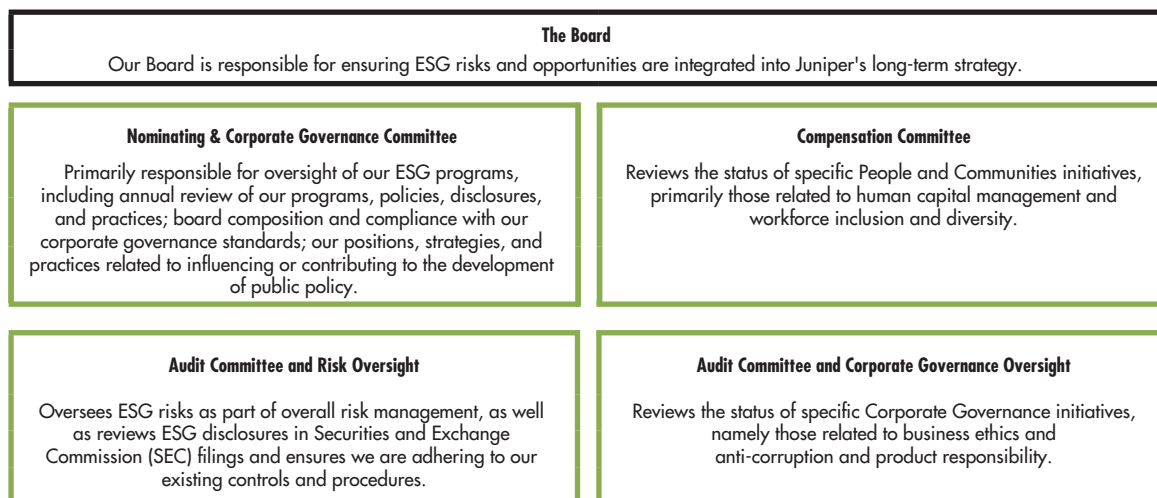 The Board
Our Board is responsible for ensuring ESG risks and opportunities are integrated into Juniper's long-term strategy.
Nominating & Corporate Governance Committee
Primarily responsible for oversight of our ESG programs,
including annual review of our programs, policies, disclosures,
and practices; board composition and compliance with our
corporate governance standards; our positions, strategies, and
practices related to influencing or contributing to the development
of public policy.
Compensation Committee
Reviews the status of specific People and Communities initiatives,
primarily those related to human capital management and
workforce inclusion and diversity.
Audit Committee and Risk Oversight
Oversees ESG risks as part of overall risk management, as well
as reviews ESG disclosures in Securities and Exchange
Commission (SEC) filings and ensures we are adhering to our
existing controls and procedures.
Audit Committee and Corporate Governance Oversight
Reviews the status of specific Corporate Governance initiatives,
namely those related to business ethics and
anti-corruption and product responsibility.